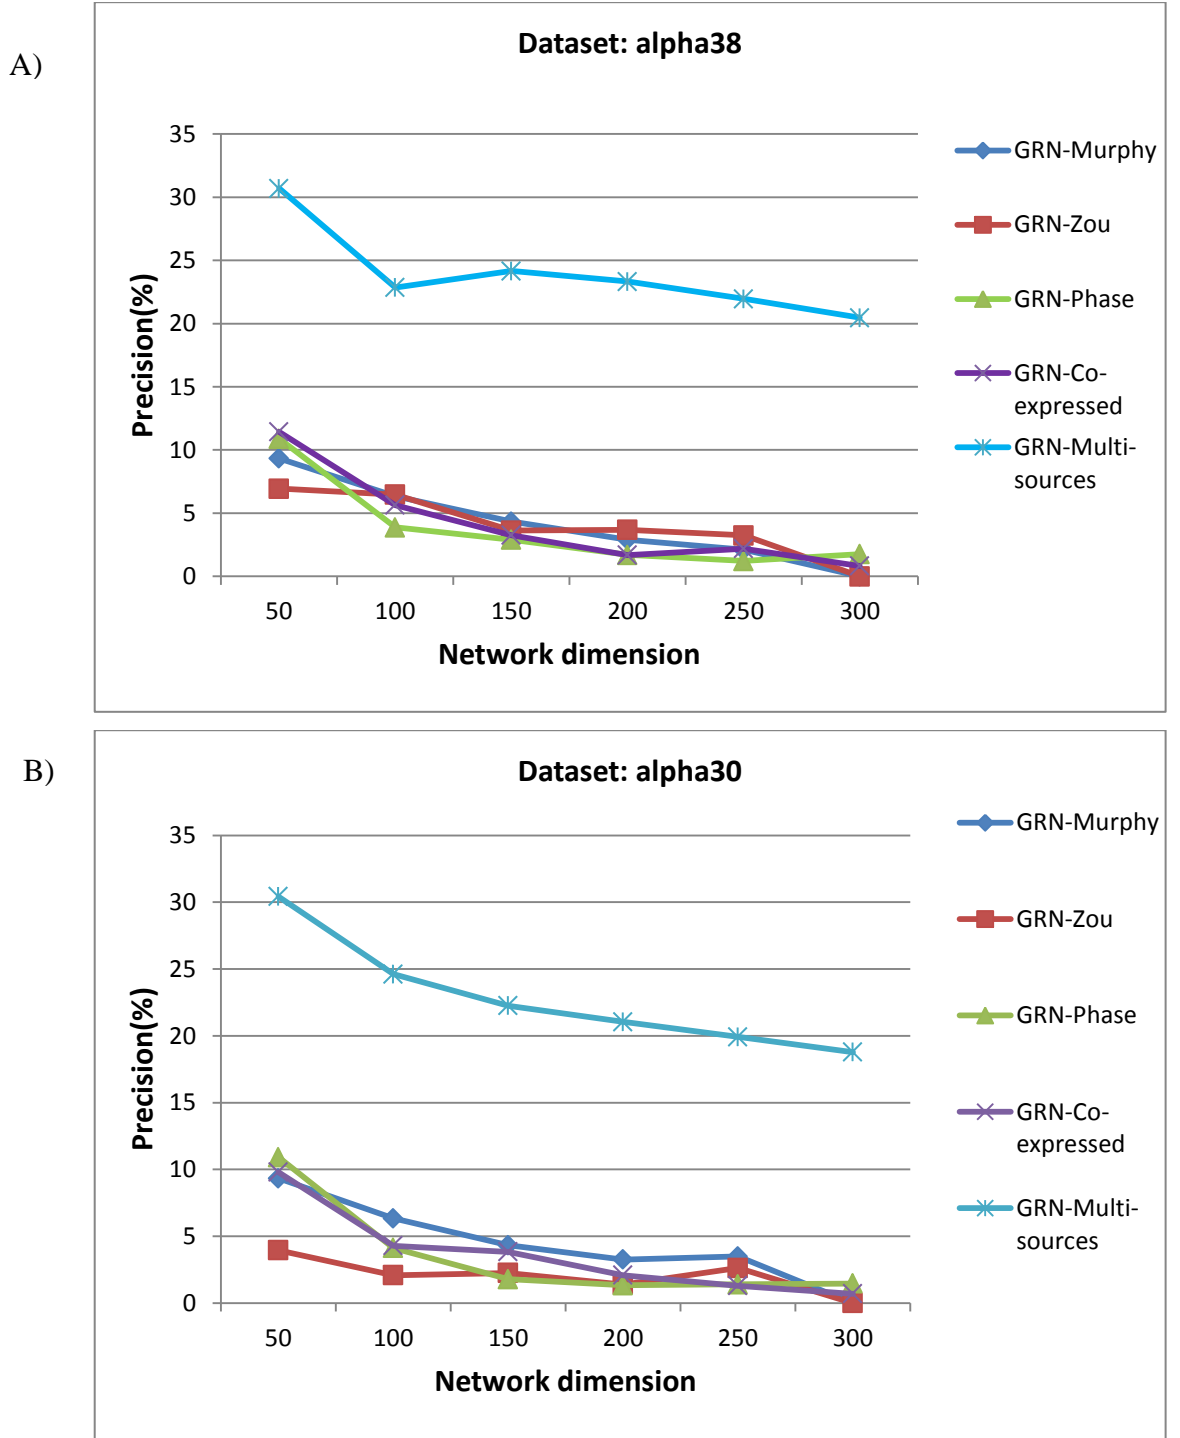 A)
Dataset: alpha38
35
30
25
20
15
10
5
0
Precision(%)
50 100 150 200 250 300
Network dimension
GRN-Murphy
GRN-Zou
GRN-Phase
GRN-Co-
expressed
GRN-Multi-
sources
B)
Dataset: alpha30
35
30
25
20
15
10
5
0
Precision(%)
50 100 150 200 250 300
Network dimension
GRN-Murphy
GRN-Zou
GRN-Phase
GRN-Co-
expressed
GRN-Multi-
sources